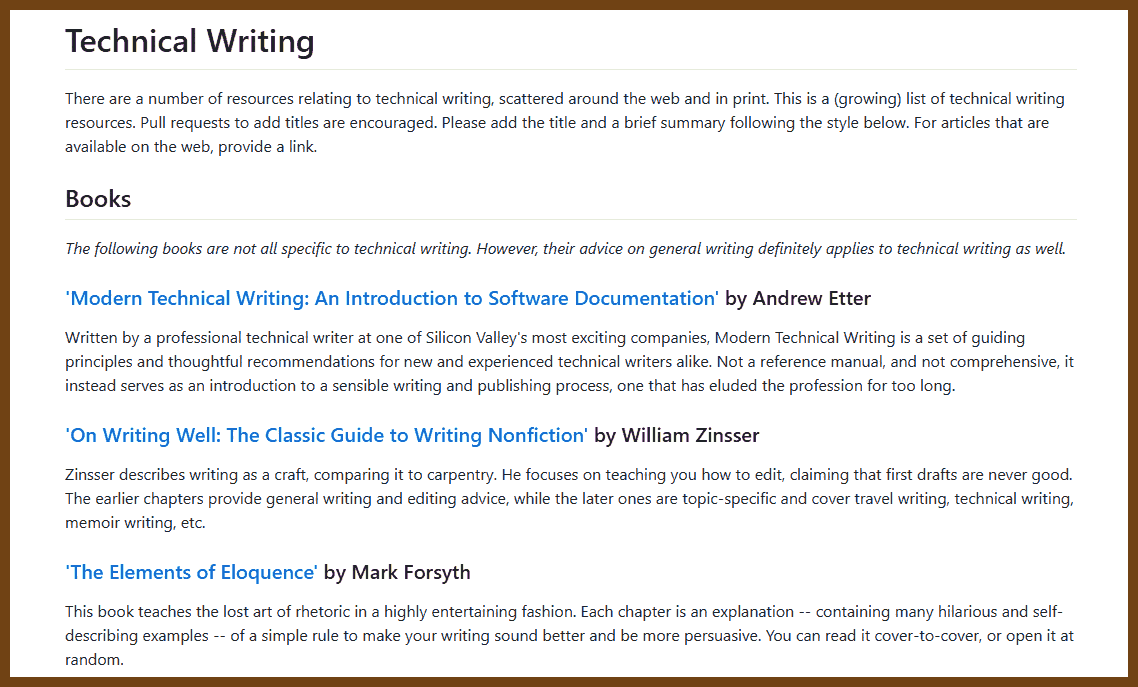 Technical Writing
There are a number of resources relating to technical writing, scattered around the web and in print. This is a (growing) list of technical writing
resources. Pull requests to add titles are encouraged. Please add the title and a brief summary following the style below. For articles that are
available on the web, provide a link.
Books
The following books are not all specific to technical writing. However, their advice on general writing definitely applies to technical writing as well.
'Modern Technical Writing: An Introduction to Software Documentation' by Andrew Etter
Written by a professional technical writer at one of Silicon Valley's most exciting companies, Modern Technical Writing is a set of guiding
principles and thoughtful recommendations for new and experienced technical writers alike. Not a reference manual, and not comprehensive, it
instead serves as an introduction to a sensible writing and publishing process, one that has eluded the profession for too long.
'On Writing Well: The Classic Guide to Writing Nonfiction' by William Zinsser
Zinsser describes writing as a craft, comparing it to carpentry. He focuses on teaching you how to edit, claiming that first drafts are never good.
The earlier chapters provide general writing and editing advice, while the later ones are topic-specific and cover travel writing, technical writing,
memoir writing, etc.
'The Elements of Eloquence' by Mark Forsyth
This book teaches the lost art of rhetoric in a highly entertaining fashion. Each chapter is an explanation -- containing many hilarious and self-
describing examples -- of a simple rule to make your writing sound better and be more persuasive. You can read it cover-to-cover, or open it at
random.